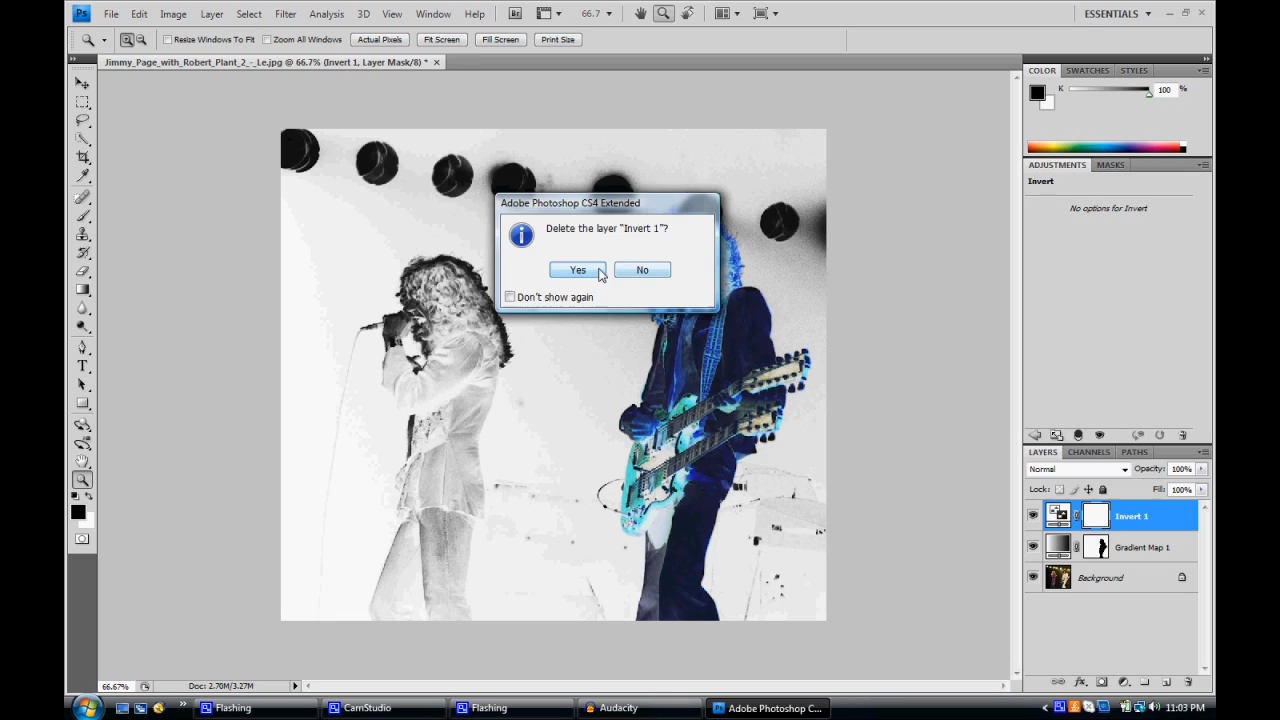 Ps File Edit Image Layer Select Filter Analysis 3D View Window Help Br 66.7 ESSENTIALS
Resize Windows To Fit Zoom All Windows Actual Pixels Fit Screen Fill Screen Print Size
Jimmy_Page_with_Robert_Plant_2_-_Le.jpg @ 66.7% (Invert 1, Layer Mask/8) *
COLOR SWATCHES STYLES
K 100 %
ADJUSTMENTS MASKS
Invert
No options for Invert
Adobe Photoshop CS4 Extended
Delete the layer "Invert 1"?
Yes No
Don't show again
LAYERS CHANNELS PATHS
Normal Opacity: 100%
Lock: Fill: 100%
Invert 1
Gradient Map 1
Background
66.67% Doc: 2.70M/3.27M
Flashing CamStudio Flashing Audacity Ps Adobe Photoshop C... 11:03 PM